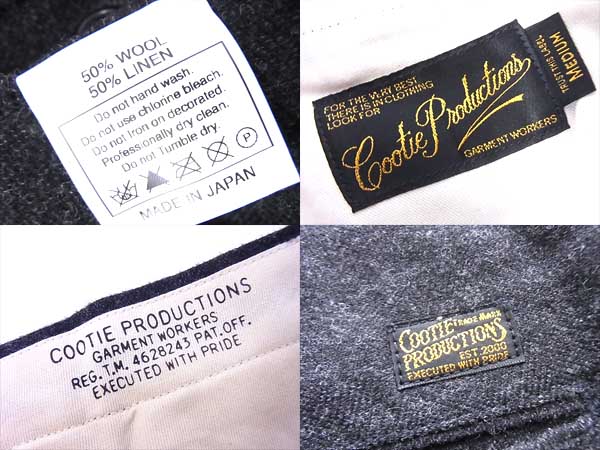 50% WOOL
50% LINEN
Do not hand wash.
Do not use chlorine bleach.
Do not Iron on decorated.
Professionally dry clean.
Do not Tumble dry.
P
MADE IN JAPAN
FOR THE VERY BEST
THERE IS IN CLOTHING
LOOK FOR
Cootie Productions
GARMENT WORKERS
TRUST THIS LABEL
MEDIUM
COOTIE PRODUCTIONS
GARMENT WORKERS
REG. T.M. 4628243 PAT. OFF.
EXECUTED WITH PRIDE
COOTIE TRADE MARK
PRODUCTIONS
EST. 2000
EXECUTED WITH PRIDE